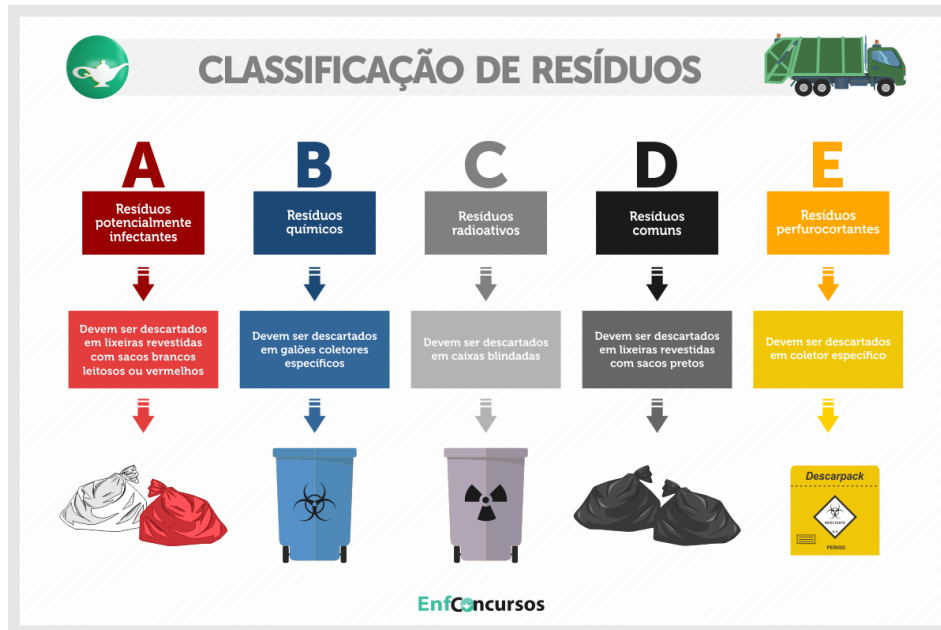 CLASSIFICAÇÃO DE RESÍDUOS
A
Resíduos
potencialmente
infectantes
Devem ser descartados
em lixeiras revestidas
com sacos brancos
leitosos ou vermelhos
B
Resíduos
químicos
Devem ser descartados
em galões coletores
específicos
C
Resíduos
radioativos
Devem ser descartados
em caixas blindadas
D
Resíduos
comuns
Devem ser descartados
em lixeiras revestidas
com sacos pretos
E
Resíduos
perfurocortantes
Devem ser descartados
em coletor específico
Descarpack
INFECTANTE
PERIGO
EnfConcursos